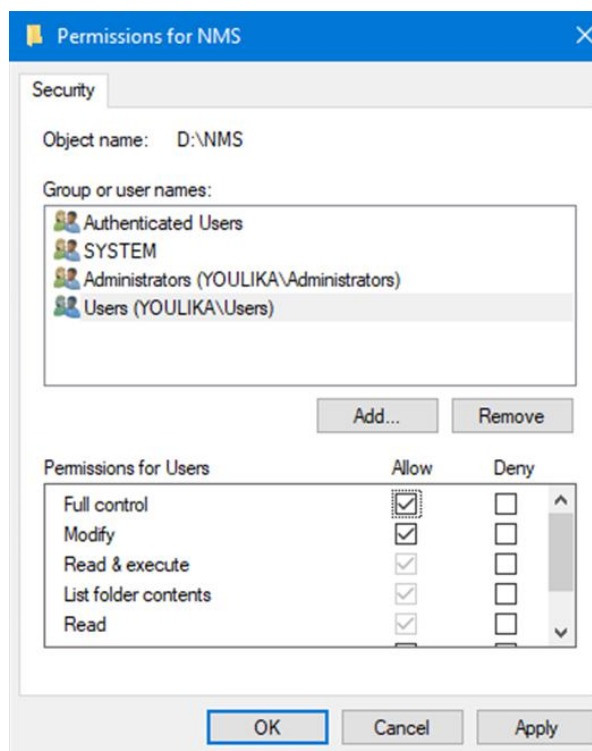 Permissions for NMS
Security
Object name: D:\NMS
Group or user names:
Authenticated Users
SYSTEM
Administrators (YOULIKA\Administrators)
Users (YOULIKA\Users)
Add... Remove
Permissions for Users Allow Deny
Full control
Modify
Read & execute
List folder contents
Read
OK Cancel Apply